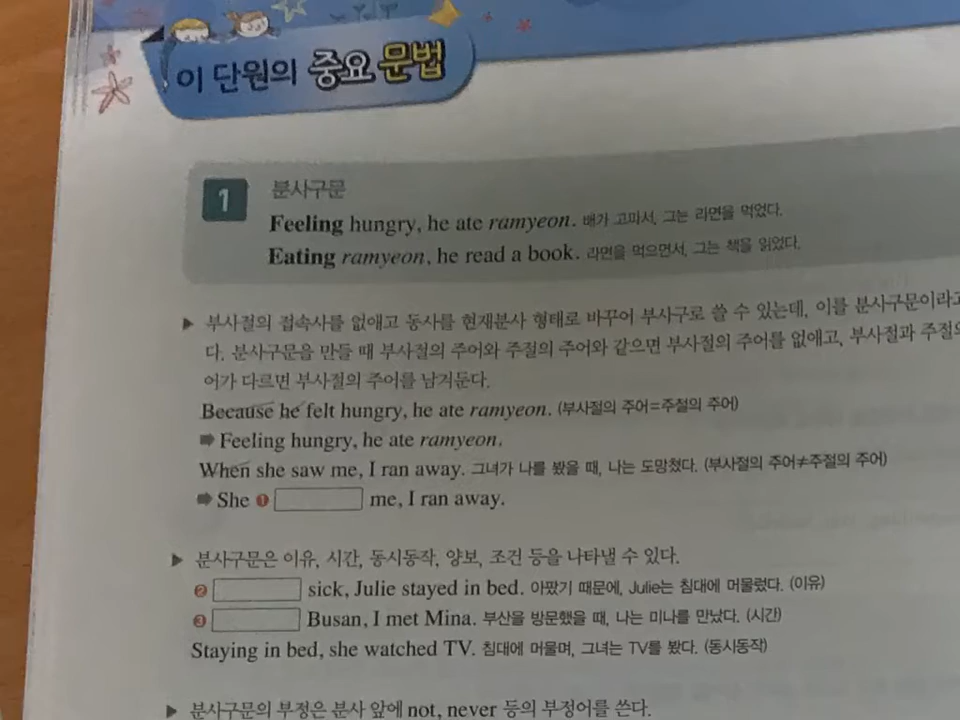 이 단원의 중요 문법
1
분사구문
Feeling hungry, he ate ramyeon. 배가 고파서, 그는 라면을 먹었다.
Eating ramyeon, he read a book. 라면을 먹으면서, 그는 책을 읽었다.
▶ 부사절의 접속사를 없애고 동사를 현재분사 형태로 바꾸어 부사구로 쓸 수 있는데, 이를 분사구문이라고
다. 분사구문을 만들 때 부사절의 주어와 주절의 주어와 같으면 부사절의 주어를 없애고, 부사절과 주절의
어가 다르면 부사절의 주어를 남겨둔다.
Because he felt hungry, he ate ramyeon. (부사절의 주어=주절의 주어)
➡ Feeling hungry, he ate ramyeon.
When she saw me, I ran away. 그녀가 나를 봤을 때, 나는 도망쳤다. (부사절의 주어≠주절의 주어)
➡ She ❶ me, I ran away.
▶ 분사구문은 이유, 시간, 동시동작, 양보, 조건 등을 나타낼 수 있다.
❷ sick, Julie stayed in bed. 아팠기 때문에, Julie는 침대에 머물렀다. (이유)
❸ Busan, I met Mina. 부산을 방문했을 때, 나는 미나를 만났다. (시간)
Staying in bed, she watched TV. 침대에 머물며, 그녀는 TV를 봤다. (동시동작)
▶ 분사구문의 부정은 분사 앞에 not, never 등의 부정어를 쓴다.